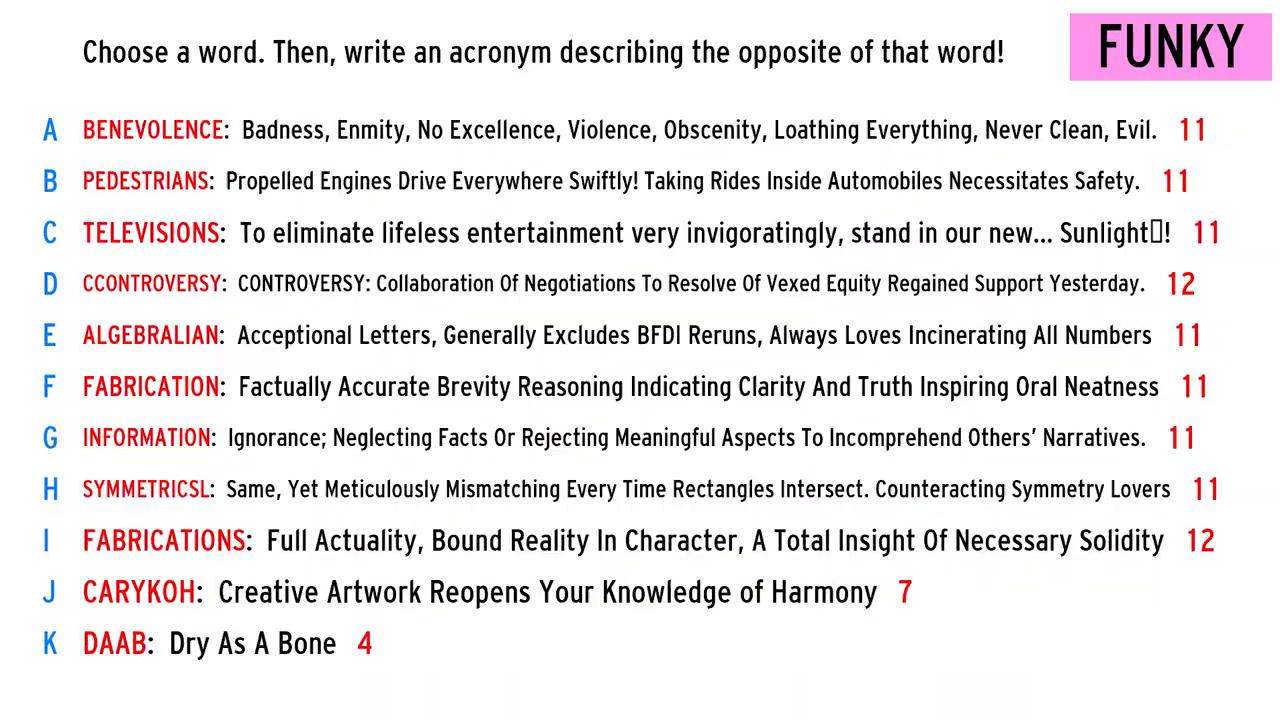 Choose a word. Then, write an acronym describing the opposite of that word!
FUNKY
A BENEVOLENCE: Badness, Enmity, No Excellence, Violence, Obscenity, Loathing Everything, Never Clean, Evil. 11
B PEDESTRIANS: Propelled Engines Drive Everywhere Swiftly! Taking Rides Inside Automobiles Necessitates Safety. 11
C TELEVISIONS: To eliminate lifeless entertainment very invigoratingly, stand in our new... Sunlight▯! 11
D CCONTROVERSY: CONTROVERSY: Collaboration Of Negotiations To Resolve Of Vexed Equity Regained Support Yesterday. 12
E ALGEBRALIAN: Acceptional Letters, Generally Excludes BFDI Reruns, Always Loves Incinerating All Numbers 11
F FABRICATION: Factually Accurate Brevity Reasoning Indicating Clarity And Truth Inspiring Oral Neatness 11
G INFORMATION: Ignorance; Neglecting Facts Or Rejecting Meaningful Aspects To Incomprehend Others' Narratives. 11
H SYMMETRICSL: Same, Yet Meticulously Mismatching Every Time Rectangles Intersect. Counteracting Symmetry Lovers 11
I FABRICATIONS: Full Actuality, Bound Reality In Character, A Total Insight Of Necessary Solidity 12
J CARYKOH: Creative Artwork Reopens Your Knowledge of Harmony 7
K DAAB: Dry As A Bone 4